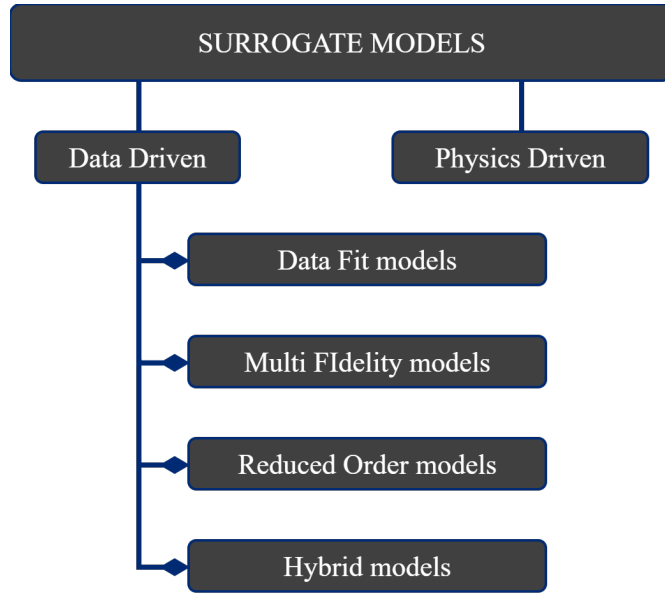 SURROGATE MODELS
Data Driven
Physics Driven
Data Fit models
Multi FIdelity models
Reduced Order models
Hybrid models